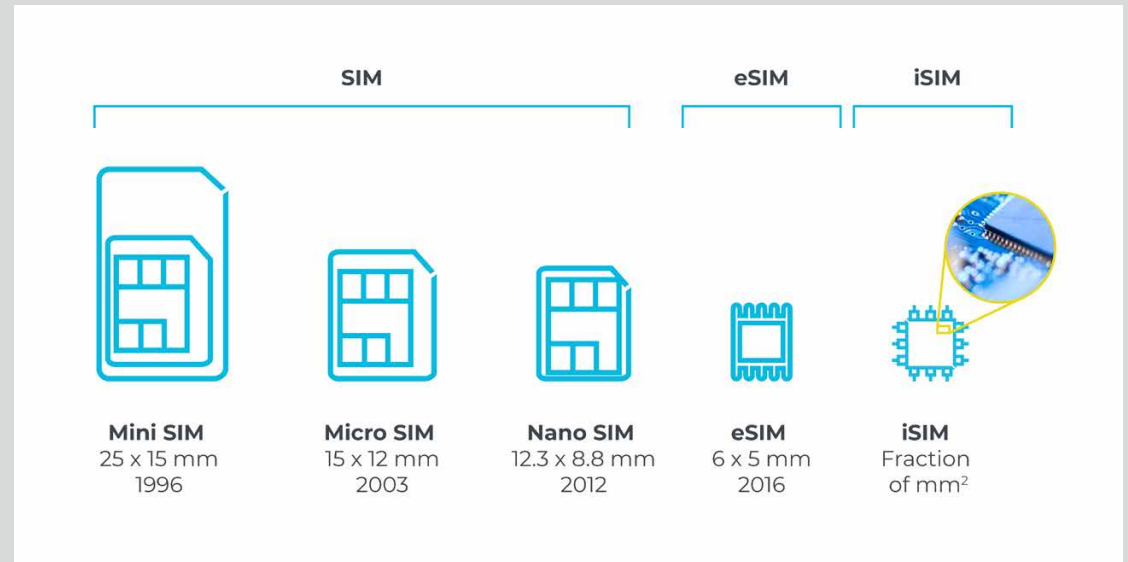 SIM
eSIM
iSIM
Mini SIM
25 x 15 mm
1996
Micro SIM
15 x 12 mm
2003
Nano SIM
12.3 x 8.8 mm
2012
eSIM
6 x 5 mm
2016
iSIM
Fraction
of mm²